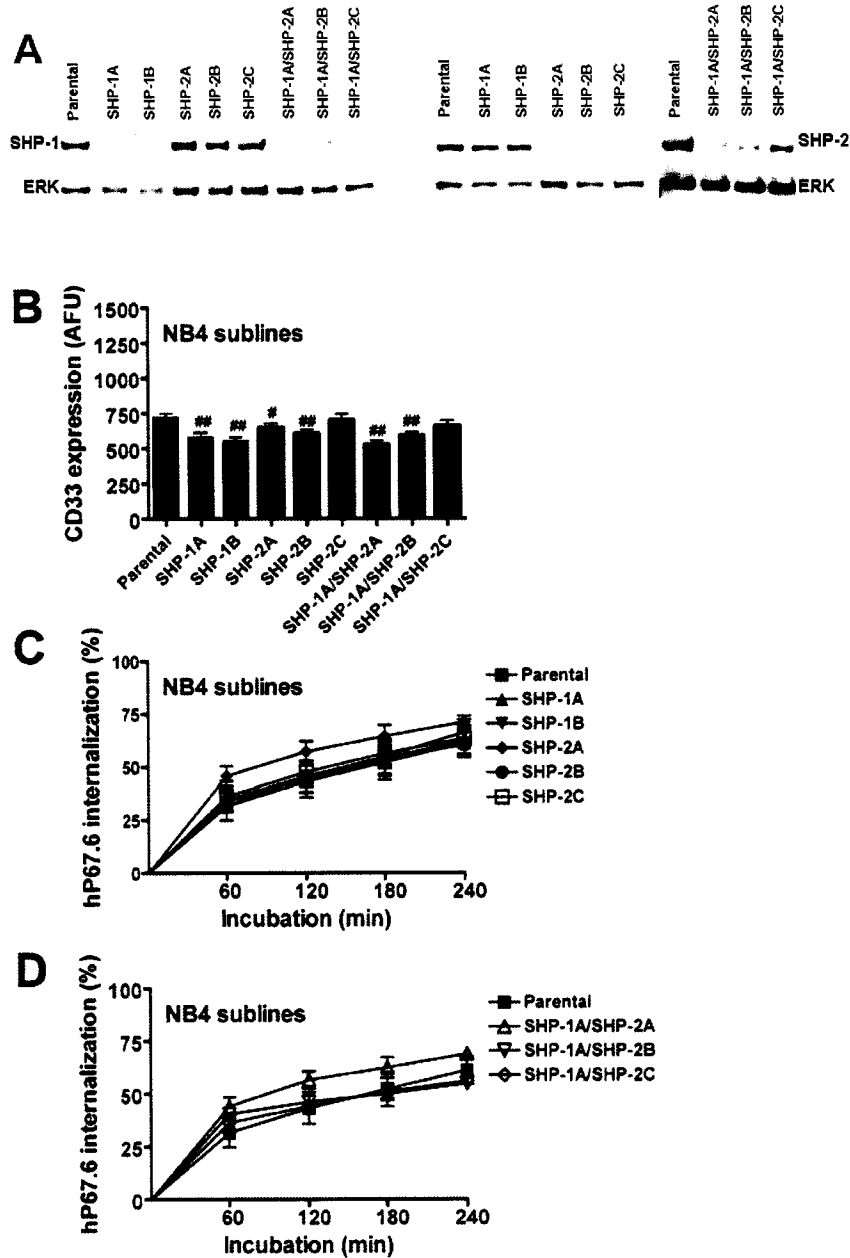 A
Parental
SHP-1A
SHP-1B
SHP-2A
SHP-2B
SHP-2C
SHP-1A/SHP-2A
SHP-1A/SHP-2B
SHP-1A/SHP-2C
Parental
SHP-1A
SHP-1B
SHP-2A
SHP-2B
SHP-2C
Parental
SHP-1A/SHP-2A
SHP-1A/SHP-2B
SHP-1A/SHP-2C
SHP-1
SHP-2
ERK
ERK
B
CD33 expression (AFU)
1500
1250
1000
750
500
250
0
NB4 sublines
##
##
#
##
##
##
Parental
SHP-1A
SHP-1B
SHP-2A
SHP-2B
SHP-2C
SHP-1A/SHP-2A
SHP-1A/SHP-2B
SHP-1A/SHP-2C
C
hP67.6 internalization (%)
100
75
50
25
0
NB4 sublines
Parental
SHP-1A
SHP-1B
SHP-2A
SHP-2B
SHP-2C
60 120 180 240
Incubation (min)
D
hP67.6 internalization (%)
100
75
50
25
0
NB4 sublines
Parental
SHP-1A/SHP-2A
SHP-1A/SHP-2B
SHP-1A/SHP-2C
60 120 180 240
Incubation (min)